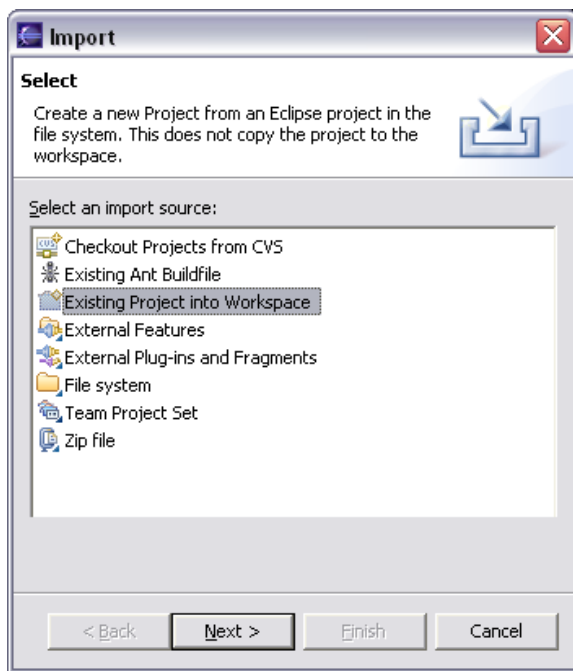 Import
Select
Create a new Project from an Eclipse project in the
file system. This does not copy the project to the
workspace.
Select an import source:
Checkout Projects from CVS
Existing Ant Buildfile
Existing Project into Workspace
External Features
External Plug-ins and Fragments
File system
Team Project Set
Zip file
< Back Next > Finish Cancel